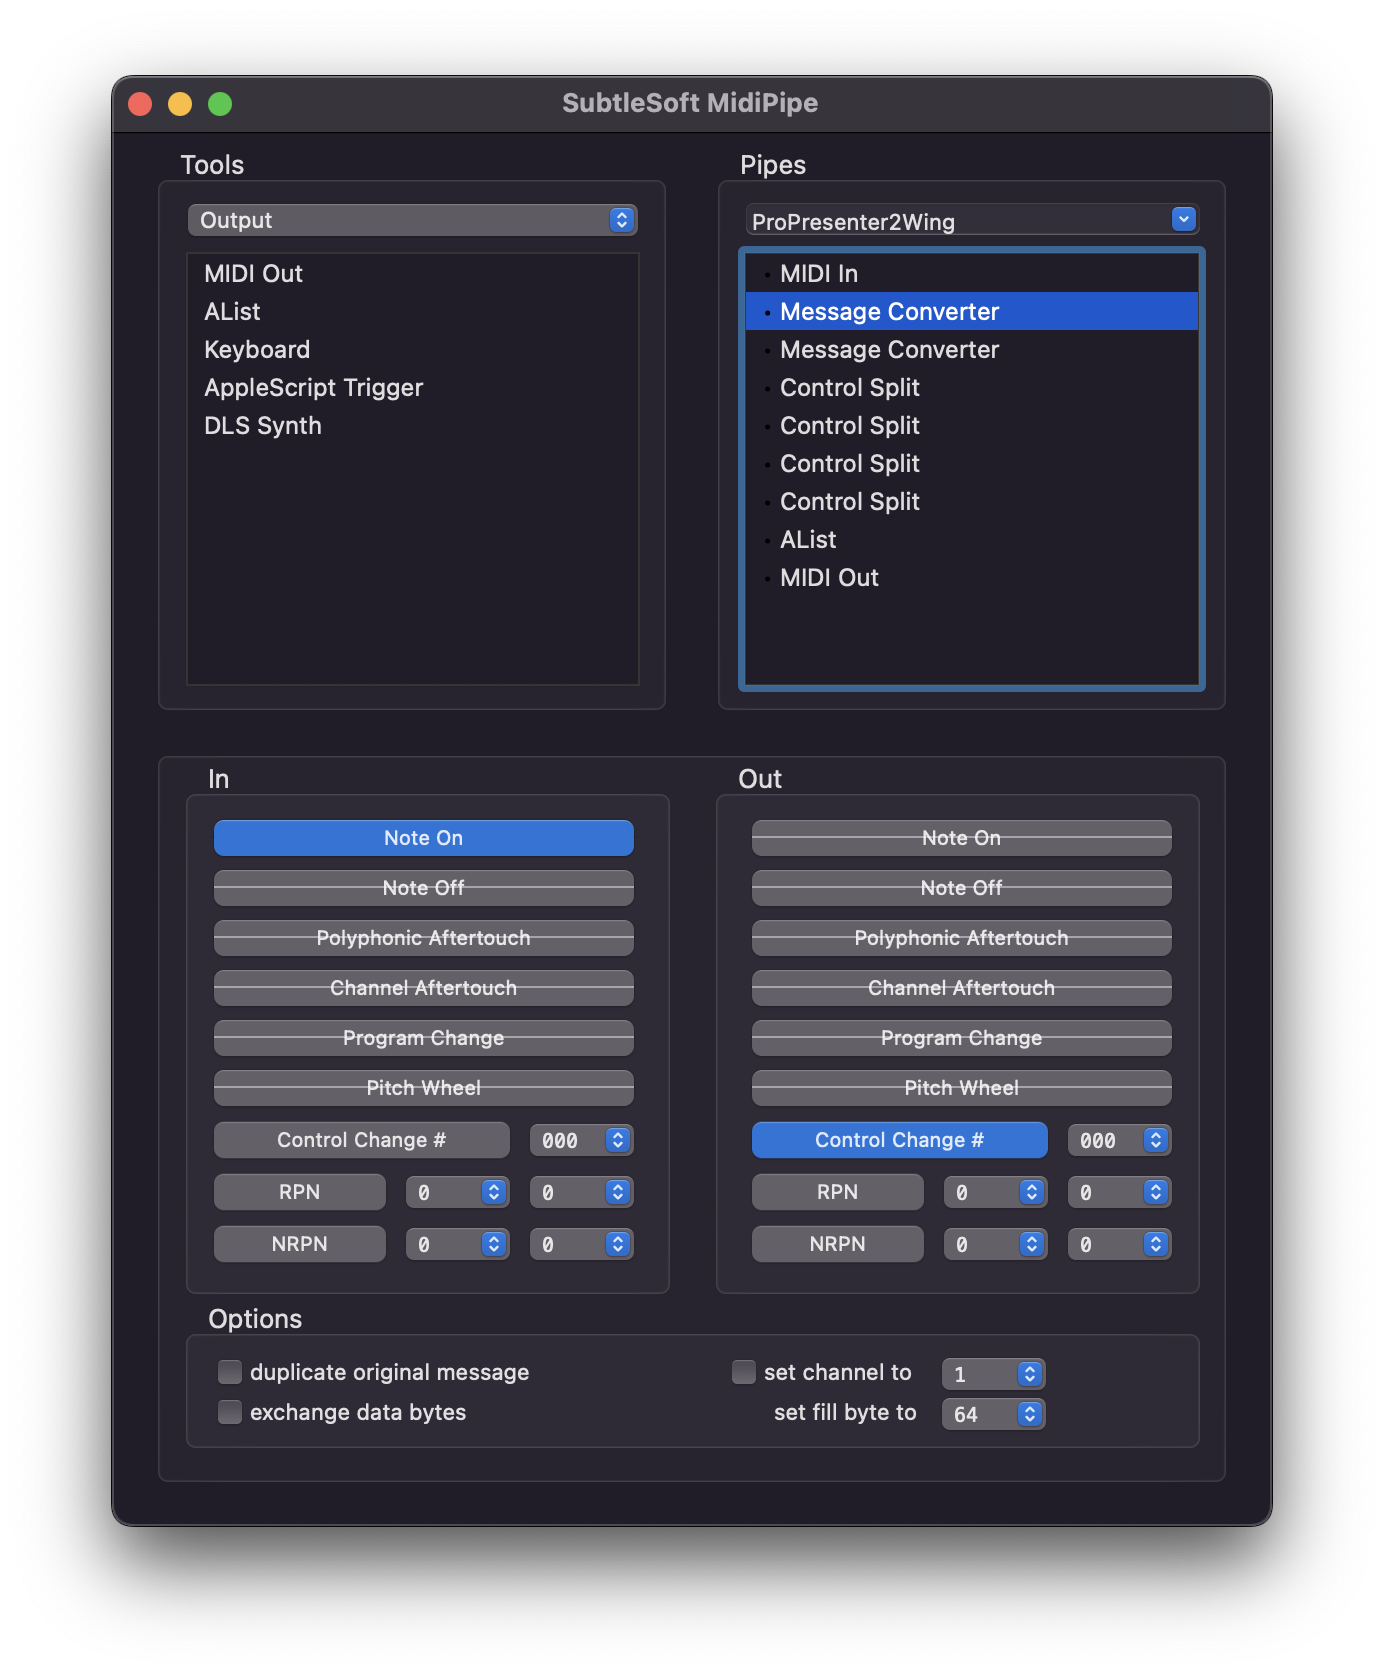 SubtleSoft MidiPipe
Tools
Output
MIDI Out
AList
Keyboard
AppleScript Trigger
DLS Synth
Pipes
ProPresenter2Wing
MIDI In
Message Converter
Message Converter
Control Split
Control Split
Control Split
Control Split
AList
MIDI Out
In
Note On
Note Off
Polyphonic Aftertouch
Channel Aftertouch
Program Change
Pitch Wheel
Control Change # 000
RPN 0 0
NRPN 0 0
Out
Note On
Note Off
Polyphonic Aftertouch
Channel Aftertouch
Program Change
Pitch Wheel
Control Change # 000
RPN 0 0
NRPN 0 0
Options
duplicate original message
exchange data bytes
set channel to 1
set fill byte to 64